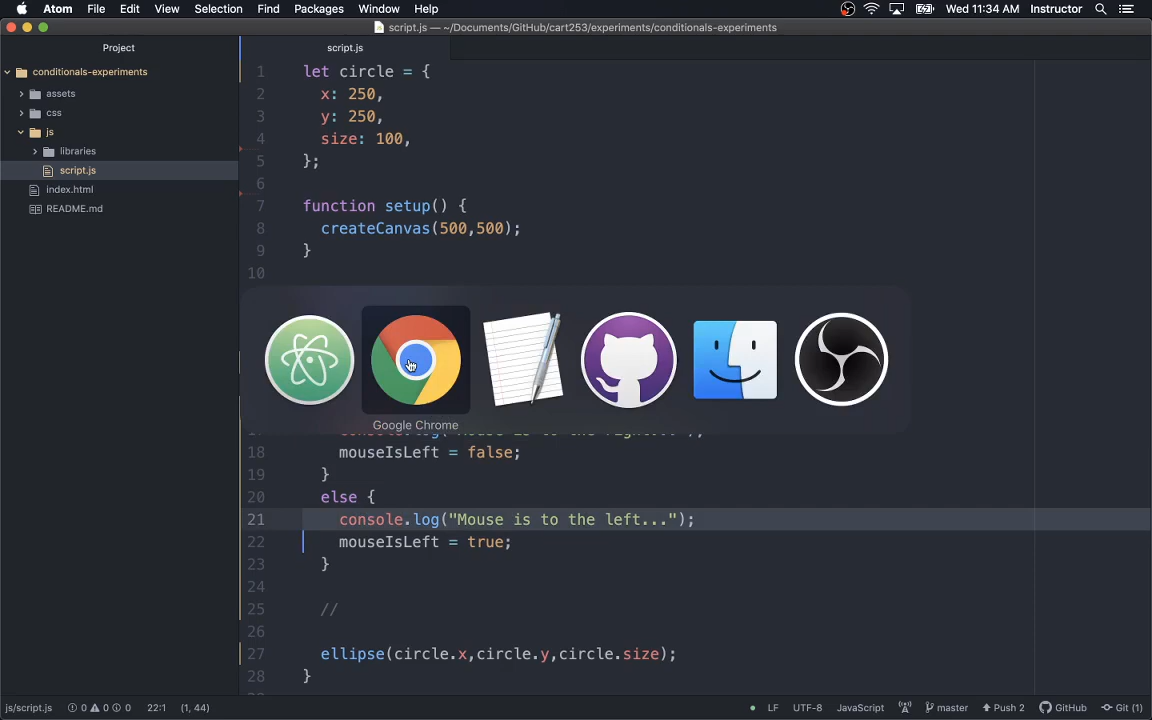 Atom File Edit View Selection Find Packages Window Help Wed 11:34 AM Instructor
script.js — ~/Documents/GitHub/cart253/experiments/conditionals-experiments
Project
script.js
conditionals-experiments
assets
css
js
libraries
script.js
index.html
README.md
1 let circle = {
2 x: 250,
3 y: 250,
4 size: 100,
5 };
6
7 function setup() {
8 createCanvas(500,500);
9 }
10
Google Chrome
18 mouseIsLeft = false;
19 }
20 else {
21 console.log("Mouse is to the left...");
22 mouseIsLeft = true;
23 }
24
25 //
26
27 ellipse(circle.x,circle.y,circle.size);
28 }
js/script.js 0 0 0 22:1 (1, 44) LF UTF-8 JavaScript master Push 2 GitHub Git (1)